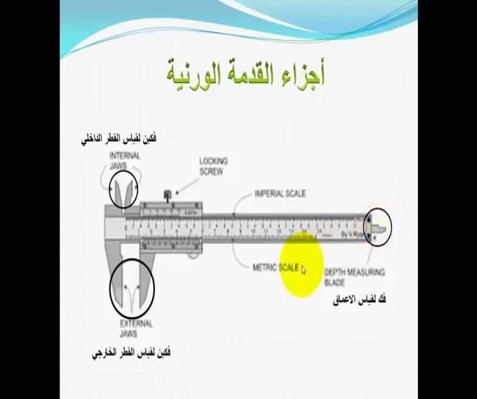 أجزاء القدمة الورنية
فكين لقياس القطر الداخلي
INTERNAL
JAWS
LOCKING
SCREW
IMPERIAL SCALE
METRIC SCALE
DEPTH MEASURING
BLADE
فك لقياس الاعماق
EXTERNAL
JAWS
فكين لقياس القطر الخارجي